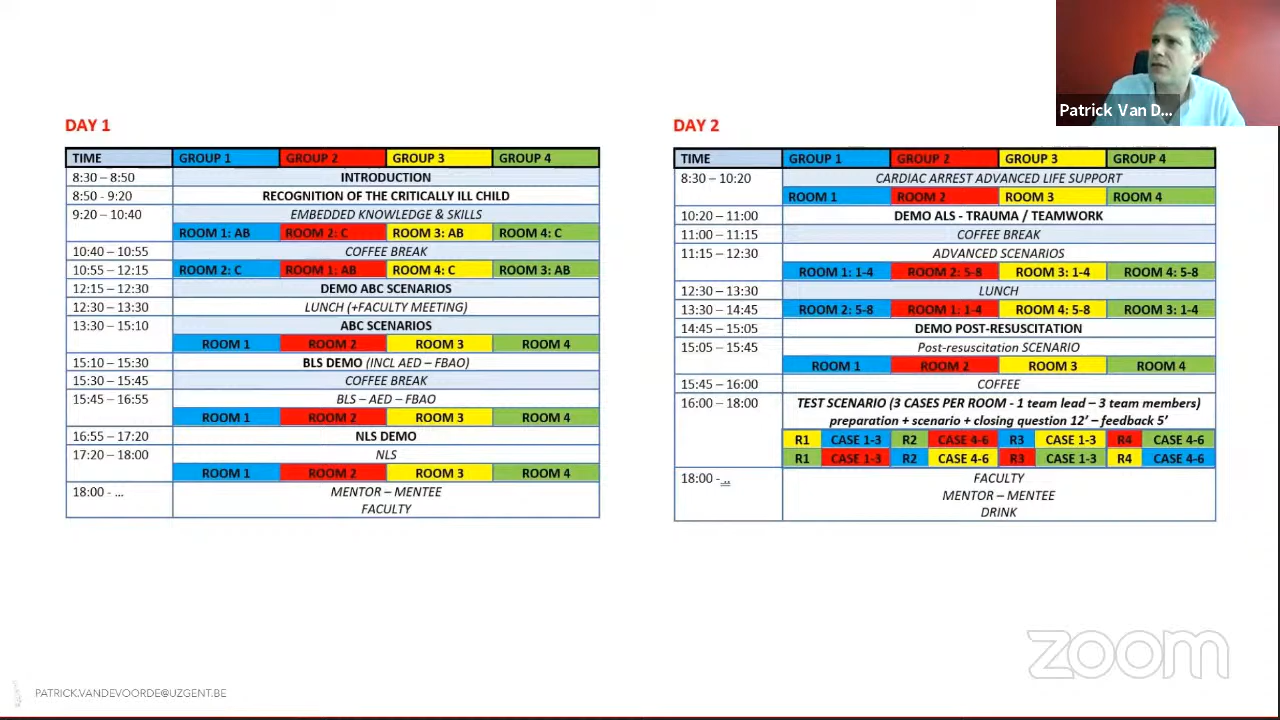 Patrick Van D...
DAY 1
TIME GROUP 1 GROUP 2 GROUP 3 GROUP 4
8:30 – 8:50 INTRODUCTION
8:50 - 9:20 RECOGNITION OF THE CRITICALLY ILL CHILD
9:20 – 10:40 EMBEDDED KNOWLEDGE & SKILLS
ROOM 1: AB ROOM 2: C ROOM 3: AB ROOM 4: C
10:40 – 10:55 COFFEE BREAK
10:55 – 12:15 ROOM 2: C ROOM 1: AB ROOM 4: C ROOM 3: AB
12:15 – 12:30 DEMO ABC SCENARIOS
12:30 – 13:30 LUNCH (+FACULTY MEETING)
13:30 – 15:10 ABC SCENARIOS
ROOM 1 ROOM 2 ROOM 3 ROOM 4
15:10 – 15:30 BLS DEMO (INCL AED – FBAO)
15:30 – 15:45 COFFEE BREAK
15:45 – 16:55 BLS – AED – FBAO
ROOM 1 ROOM 2 ROOM 3 ROOM 4
16:55 – 17:20 NLS DEMO
17:20 – 18:00 NLS
ROOM 1 ROOM 2 ROOM 3 ROOM 4
18:00 - ... MENTOR – MENTEE
FACULTY
DAY 2
TIME GROUP 1 GROUP 2 GROUP 3 GROUP 4
8:30 – 10:20 CARDIAC ARREST ADVANCED LIFE SUPPORT
ROOM 1 ROOM 2 ROOM 3 ROOM 4
10:20 – 11:00 DEMO ALS - TRAUMA / TEAMWORK
11:00 – 11:15 COFFEE BREAK
11:15 – 12:30 ADVANCED SCENARIOS
ROOM 1: 1-4 ROOM 2: 5-8 ROOM 3: 1-4 ROOM 4: 5-8
12:30 – 13:30 LUNCH
13:30 – 14:45 ROOM 2: 5-8 ROOM 1: 1-4 ROOM 4: 5-8 ROOM 3: 1-4
14:45 – 15:05 DEMO POST-RESUSCITATION
15:05 – 15:45 Post-resuscitation SCENARIO
ROOM 1 ROOM 2 ROOM 3 ROOM 4
15:45 – 16:00 COFFEE
16:00 – 18:00 TEST SCENARIO (3 CASES PER ROOM - 1 team lead – 3 team members)
preparation + scenario + closing question 12’ – feedback 5’
R1 CASE 1-3 R2 CASE 4-6 R3 CASE 1-3 R4 CASE 4-6
R1 CASE 1-3 R2 CASE 4-6 R3 CASE 1-3 R4 CASE 4-6
18:00 -... FACULTY
MENTOR – MENTEE
DRINK
zoom
PATRICK.VANDEVOORDE@UZGENT.BE